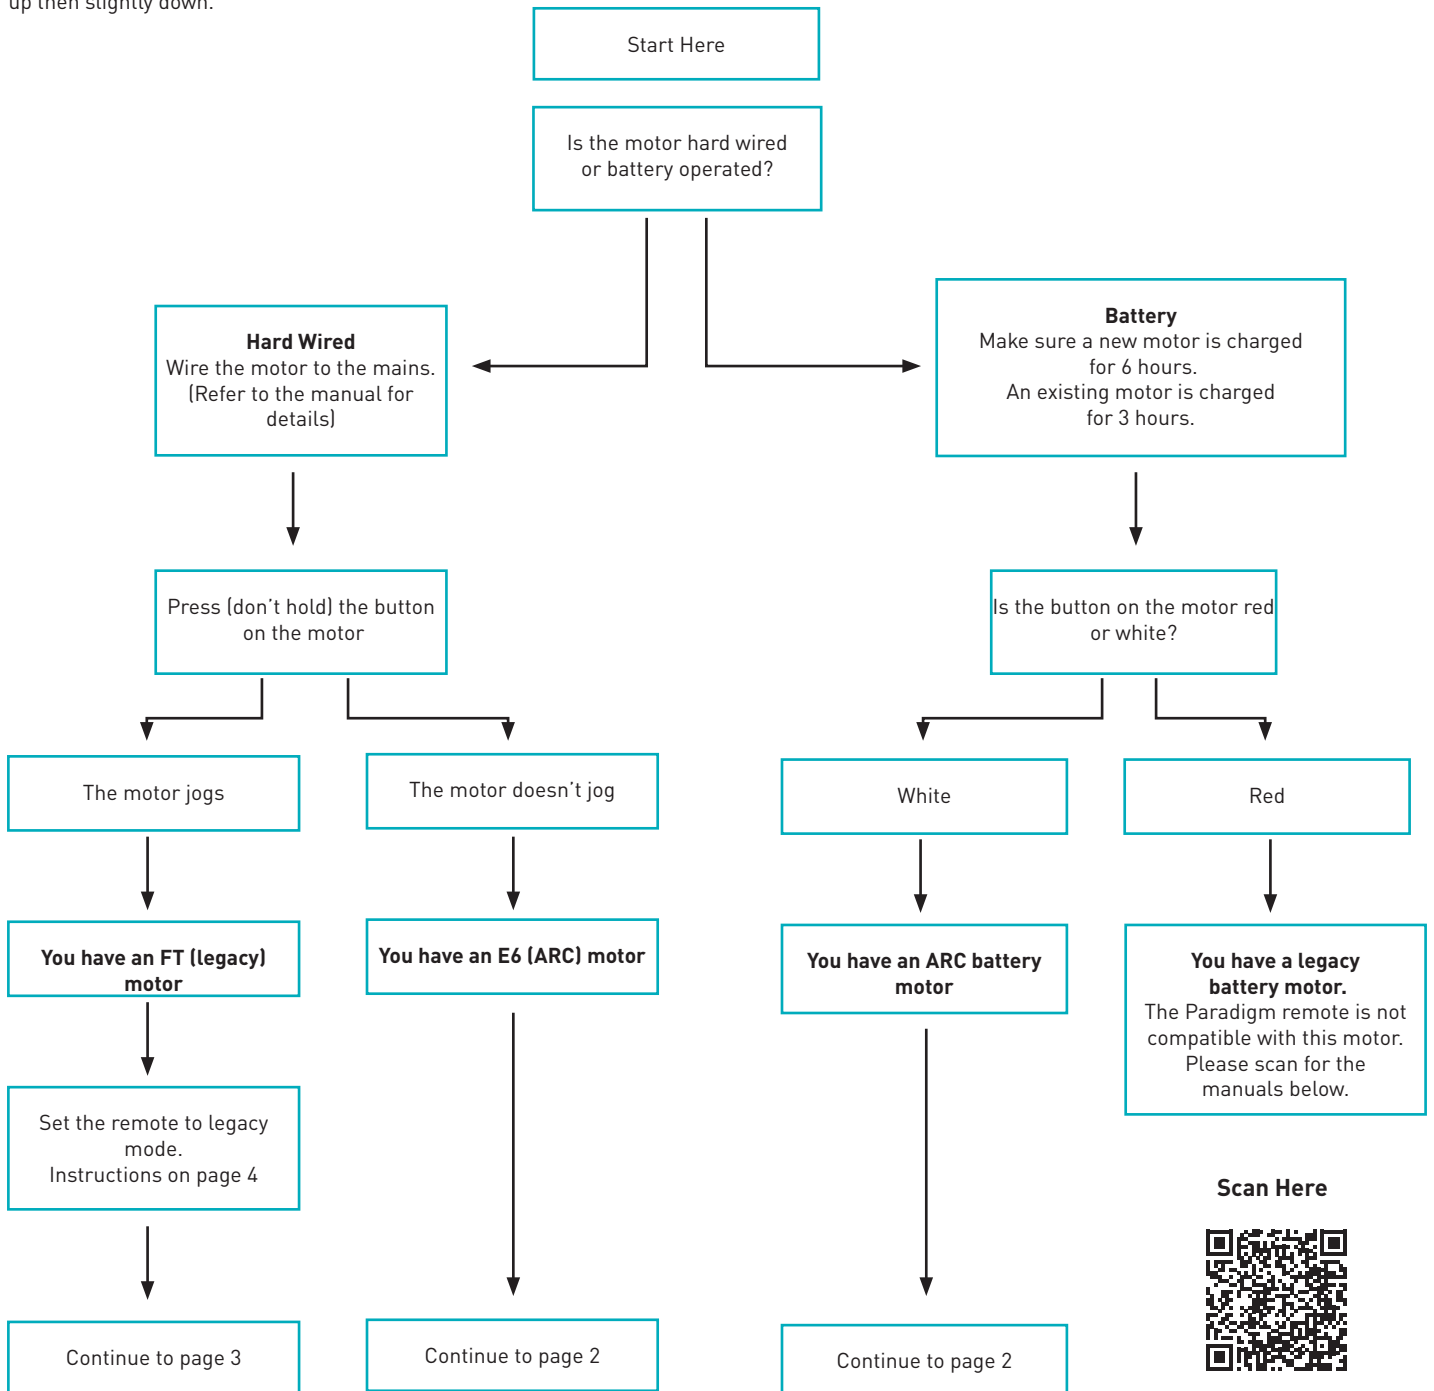 up then slightly down.
Start Here
Is the motor hard wired
or battery operated?
Hard Wired
Wire the motor to the mains.
(Refer to the manual for
details)
Battery
Make sure a new motor is charged
for 6 hours.
An existing motor is charged
for 3 hours.
Press (don't hold) the button
on the motor
Is the button on the motor red
or white?
The motor jogs
The motor doesn't jog
White
Red
You have an FT (legacy)
motor
You have an E6 (ARC) motor
You have an ARC battery
motor
You have a legacy
battery motor.
The Paradigm remote is not
compatible with this motor.
Please scan for the
manuals below.
Set the remote to legacy
mode.
Instructions on page 4
Scan Here
Continue to page 3
Continue to page 2
Continue to page 2